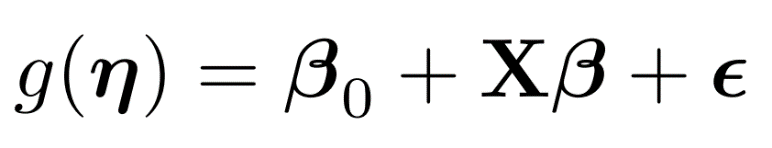 g(𝜼) = 𝜷₀ + 𝐗𝜷 + 𝝐